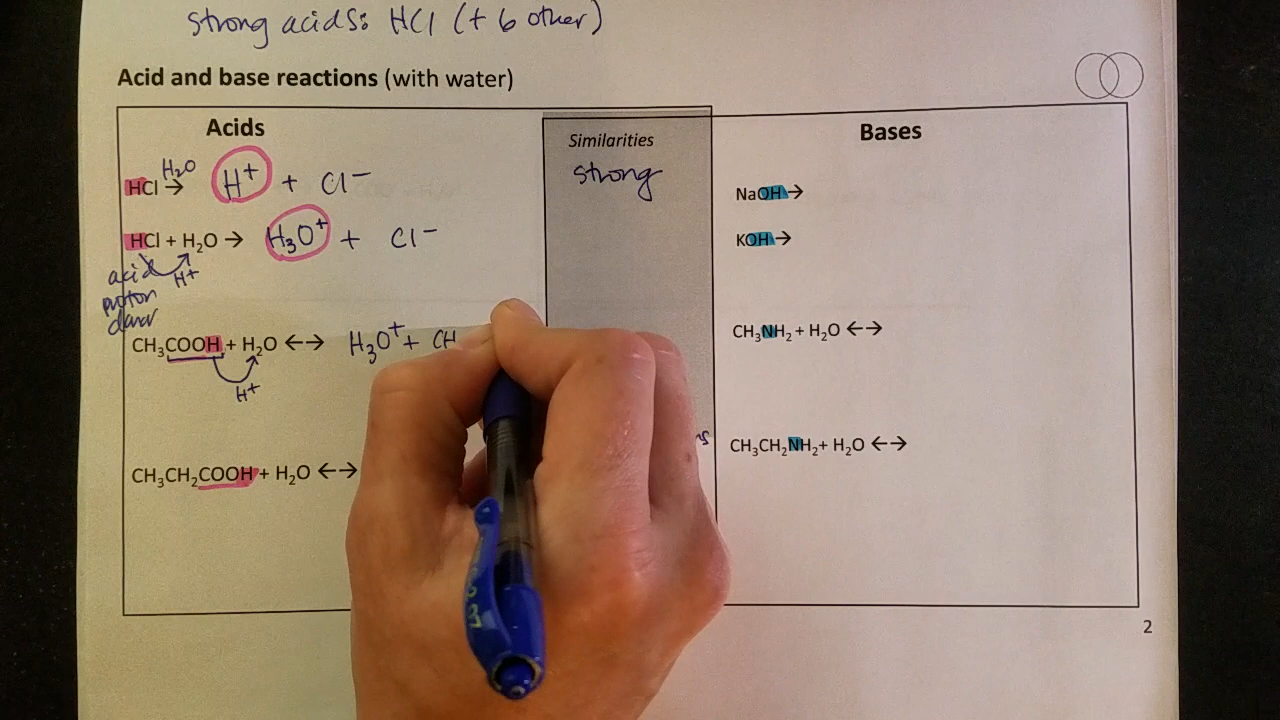 strong acids: HCl (+ 6 other)
Acid and base reactions (with water)
Acids
HCl H₂O → H⁺ + Cl⁻
HCl + H₂O → H₃O⁺ + Cl⁻
acid H⁺
proton
donor
CH₃COOH + H₂O ←→ H₃O⁺ + CH
H⁺
CH₃CH₂COOH + H₂O ←→
Similarities
strong
Bases
NaOH →
KOH →
CH₃NH₂ + H₂O ←→
CH₃CH₂NH₂ + H₂O ←→
2